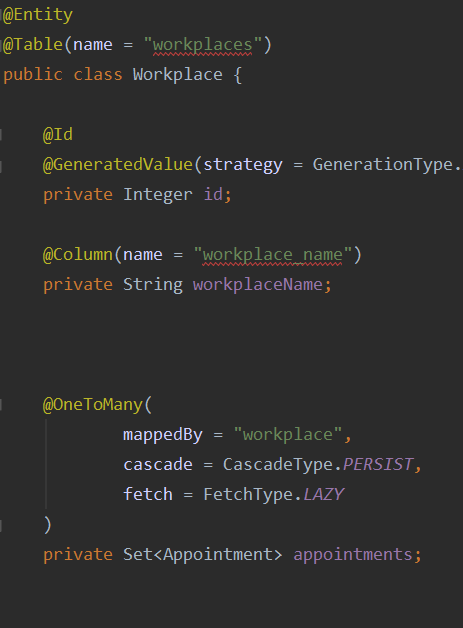 @Entity
@Table(name = "workplaces")
public class Workplace {
@Id
@GeneratedValue(strategy = GenerationType.
private Integer id;
@Column(name = "workplace_name")
private String workplaceName;
@OneToMany(
mappedBy = "workplace",
cascade = CascadeType.PERSIST,
fetch = FetchType.LAZY
)
private Set<Appointment> appointments;